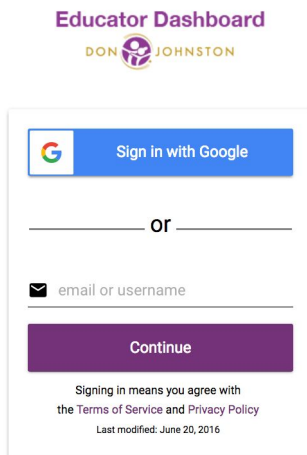 Educator Dashboard
DON JOHNSTON
Sign in with Google
or
email or username
Continue
Signing in means you agree with
the Terms of Service and Privacy Policy
Last modified: June 20, 2016